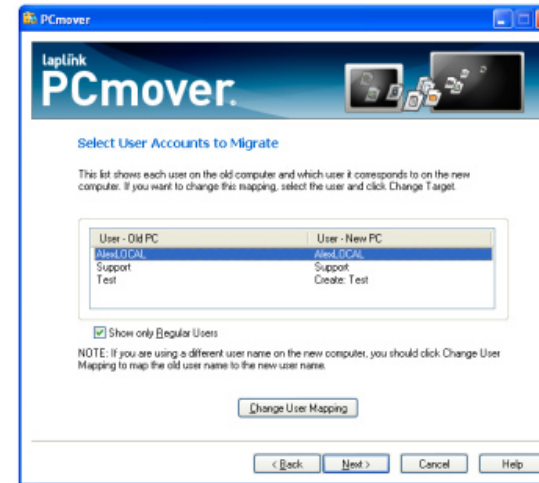 PCmover
laplink
PCmover.
Select User Accounts to Migrate
This list shows each user on the old computer and which user it corresponds to on the new
computer. If you want to change this mapping, select the user and click Change Target.
User - Old PC User - New PC
AlexLOCAL AlexLOCAL
Support Support
Test Create: Test
Show only Regular Users
NOTE: If you are using a different user name on the new computer, you should click Change User
Mapping to map the old user name to the new user name.
Change User Mapping
< Back Next > Cancel Help